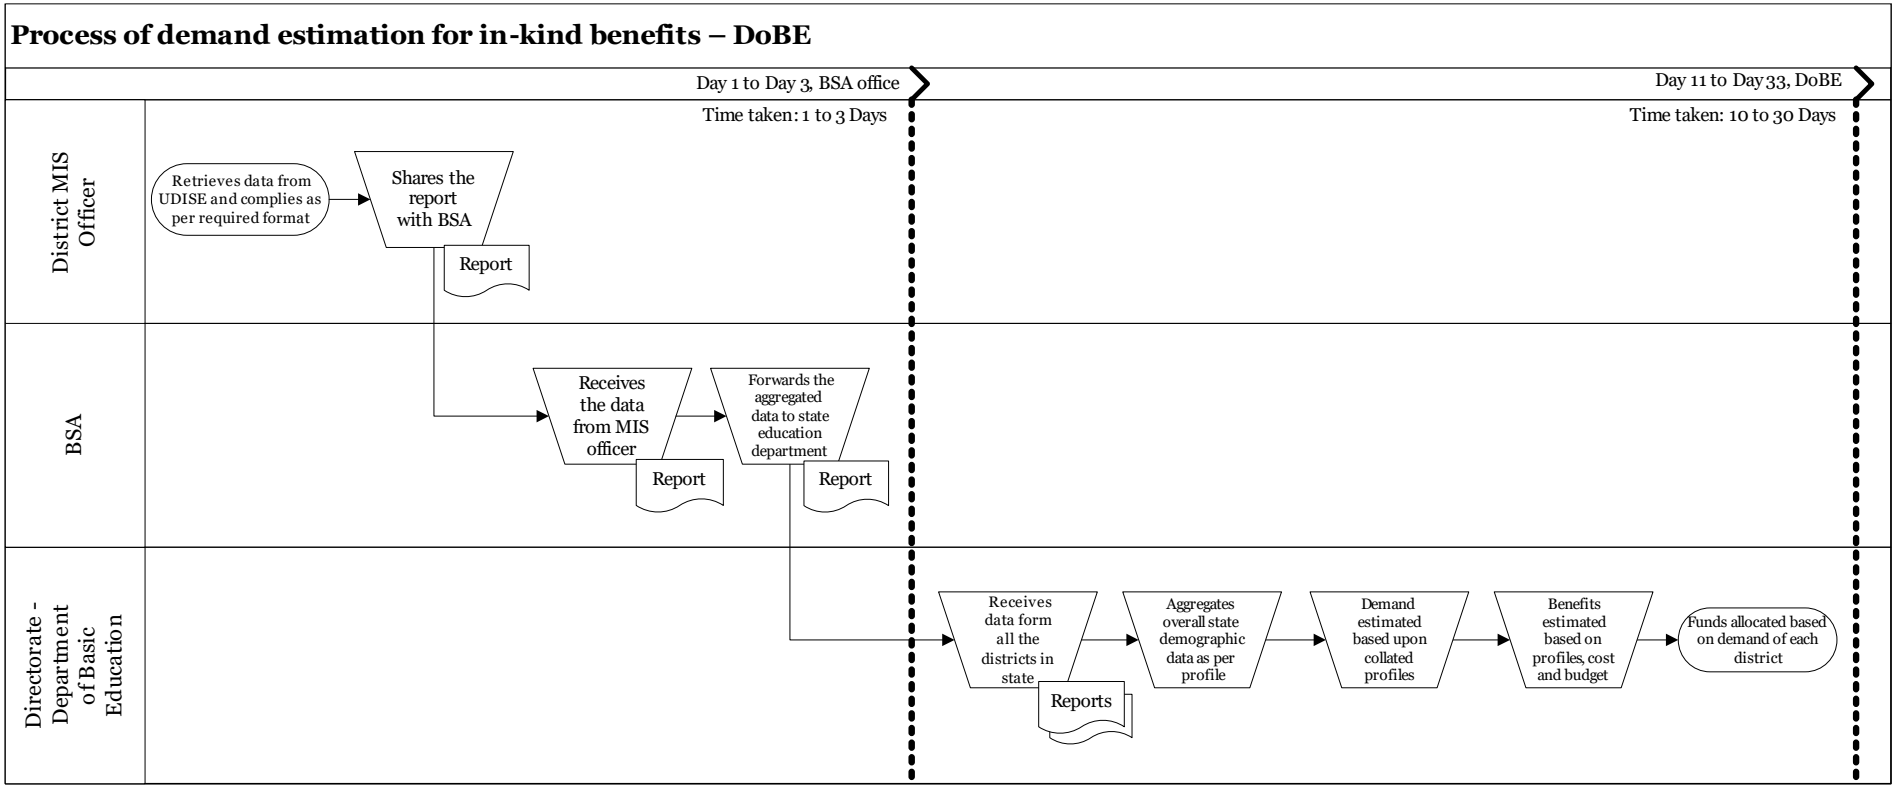 Process of demand estimation for in-kind benefits – DoBE
Day 1 to Day 3, BSA office
Day 11 to Day 33, DoBE
Time taken: 1 to 3 Days
Time taken: 10 to 30 Days
District MIS
Officer
Retrieves data from
UDISE and complies as
per required format
Shares the
report
with BSA
Report
BSA
Receives
the data
from MIS
officer
Report
Forwards the
aggregated
data to state
education
department
Report
Directorate -
Department
of Basic
Education
Receives
data form
all the
districts in
state
Reports
Aggregates
overall state
demographic
data as per
profile
Demand
estimated
based upon
collated
profiles
Benefits
estimated
based on
profiles, cost
and budget
Funds allocated based
on demand of each
district